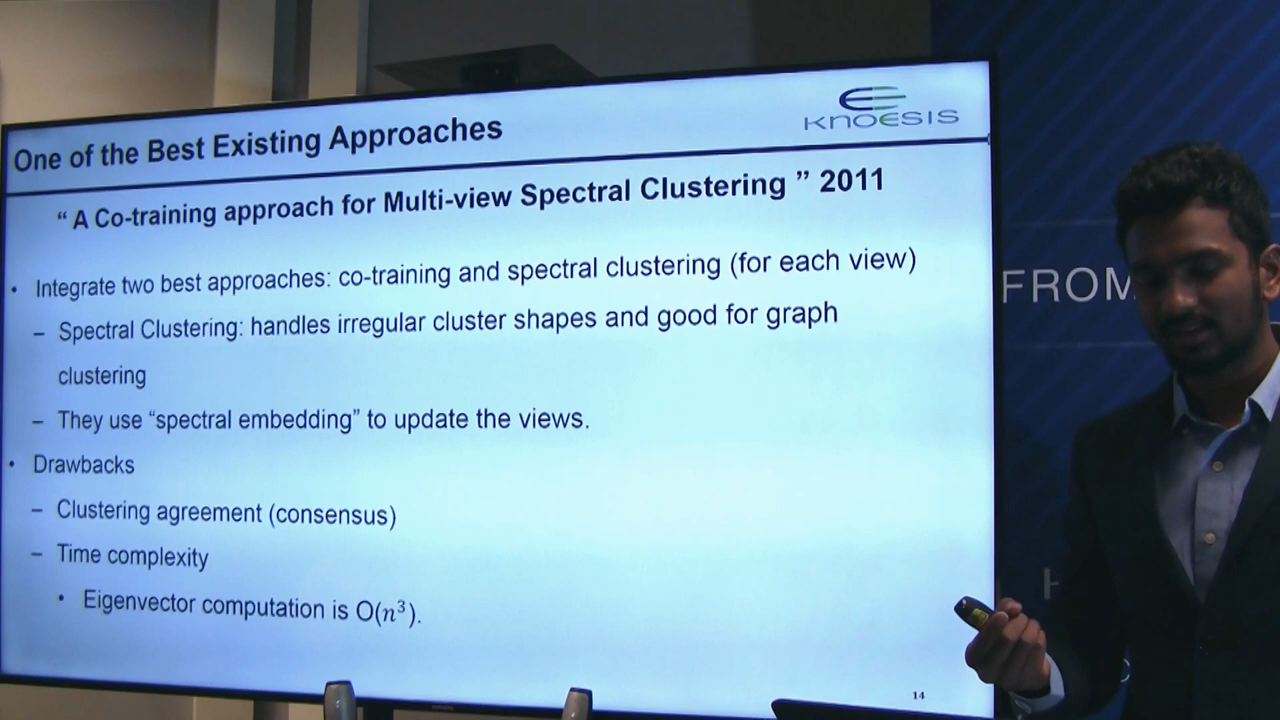 One of the Best Existing Approaches
KNOESIS
“ A Co-training approach for Multi-view Spectral Clustering ” 2011
• Integrate two best approaches: co-training and spectral clustering (for each view)
– Spectral Clustering: handles irregular cluster shapes and good for graph
clustering
– They use “spectral embedding” to update the views.
• Drawbacks
– Clustering agreement (consensus)
– Time complexity
• Eigenvector computation is O(n³).
14
FROM
H